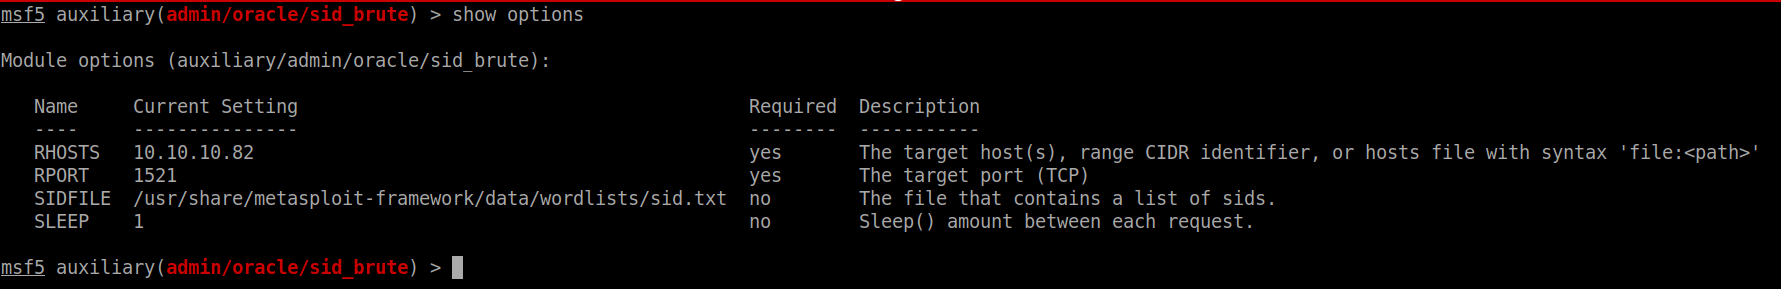 msf5 auxiliary(admin/oracle/sid_brute) > show options
Module options (auxiliary/admin/oracle/sid_brute):
Name Current Setting Required Description
---- --------------- -------- -----------
RHOSTS 10.10.10.82 yes The target host(s), range CIDR identifier, or hosts file with syntax 'file:<path>'
RPORT 1521 yes The target port (TCP)
SIDFILE /usr/share/metasploit-framework/data/wordlists/sid.txt no The file that contains a list of sids.
SLEEP 1 no Sleep() amount between each request.
msf5 auxiliary(admin/oracle/sid_brute) >